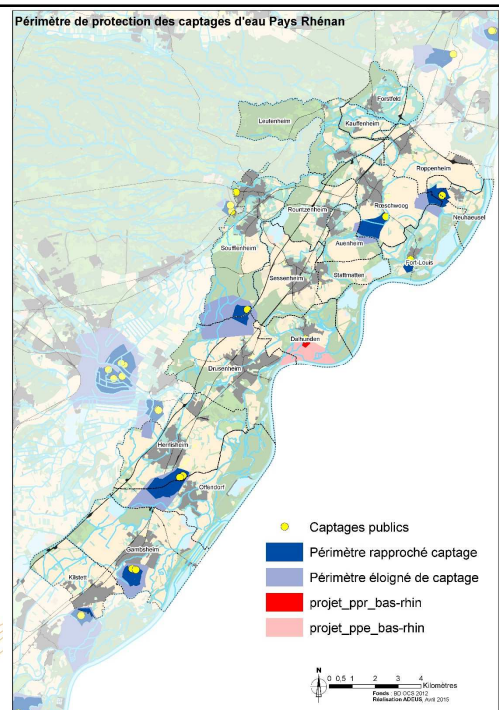 Périmètre de protection des captages d'eau Pays Rhénan
Forstfeld
Leutenheim
Kauffenheim
Roppenheim
Rountzenheim
Rœschwoog
Neuhaeusel
Soufflenheim
Auenheim
Fort-Louis
Stattmatten
Sessenheim
Dalhunden
Drusenheim
Herrlisheim
Offendorf
Gambsheim
Kilstett
Captages publics
Périmètre rapproché captage
Périmètre éloigné de captage
projet_ppr_bas-rhin
projet_ppe_bas-rhin
N
0 0,5 1 2 3 4
Kilomètres
Fonds : BD OCS 2012
Réalisation ADEUS, Avril 2015